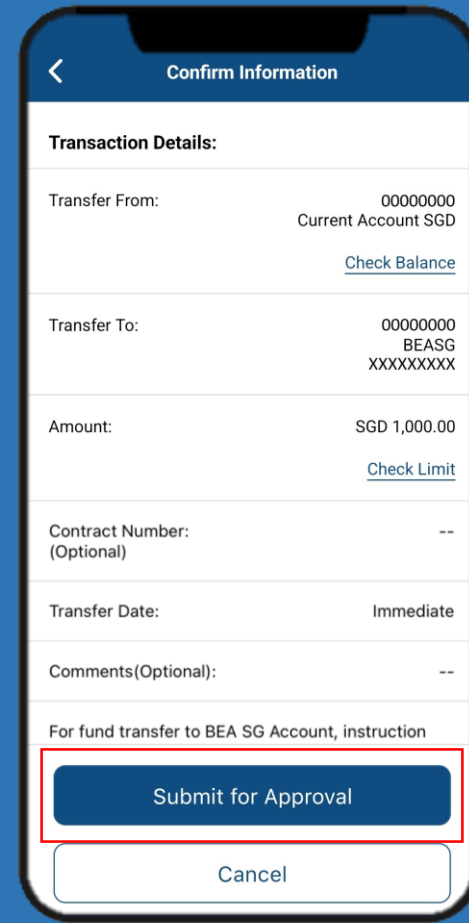 Confirm Information
Transaction Details:
Transfer From: 00000000
Current Account SGD
Check Balance
Transfer To: 00000000
BEASG
XXXXXXXXX
Amount: SGD 1,000.00
Check Limit
Contract Number: --
(Optional)
Transfer Date: Immediate
Comments(Optional): --
For fund transfer to BEA SG Account, instruction
Submit for Approval
Cancel